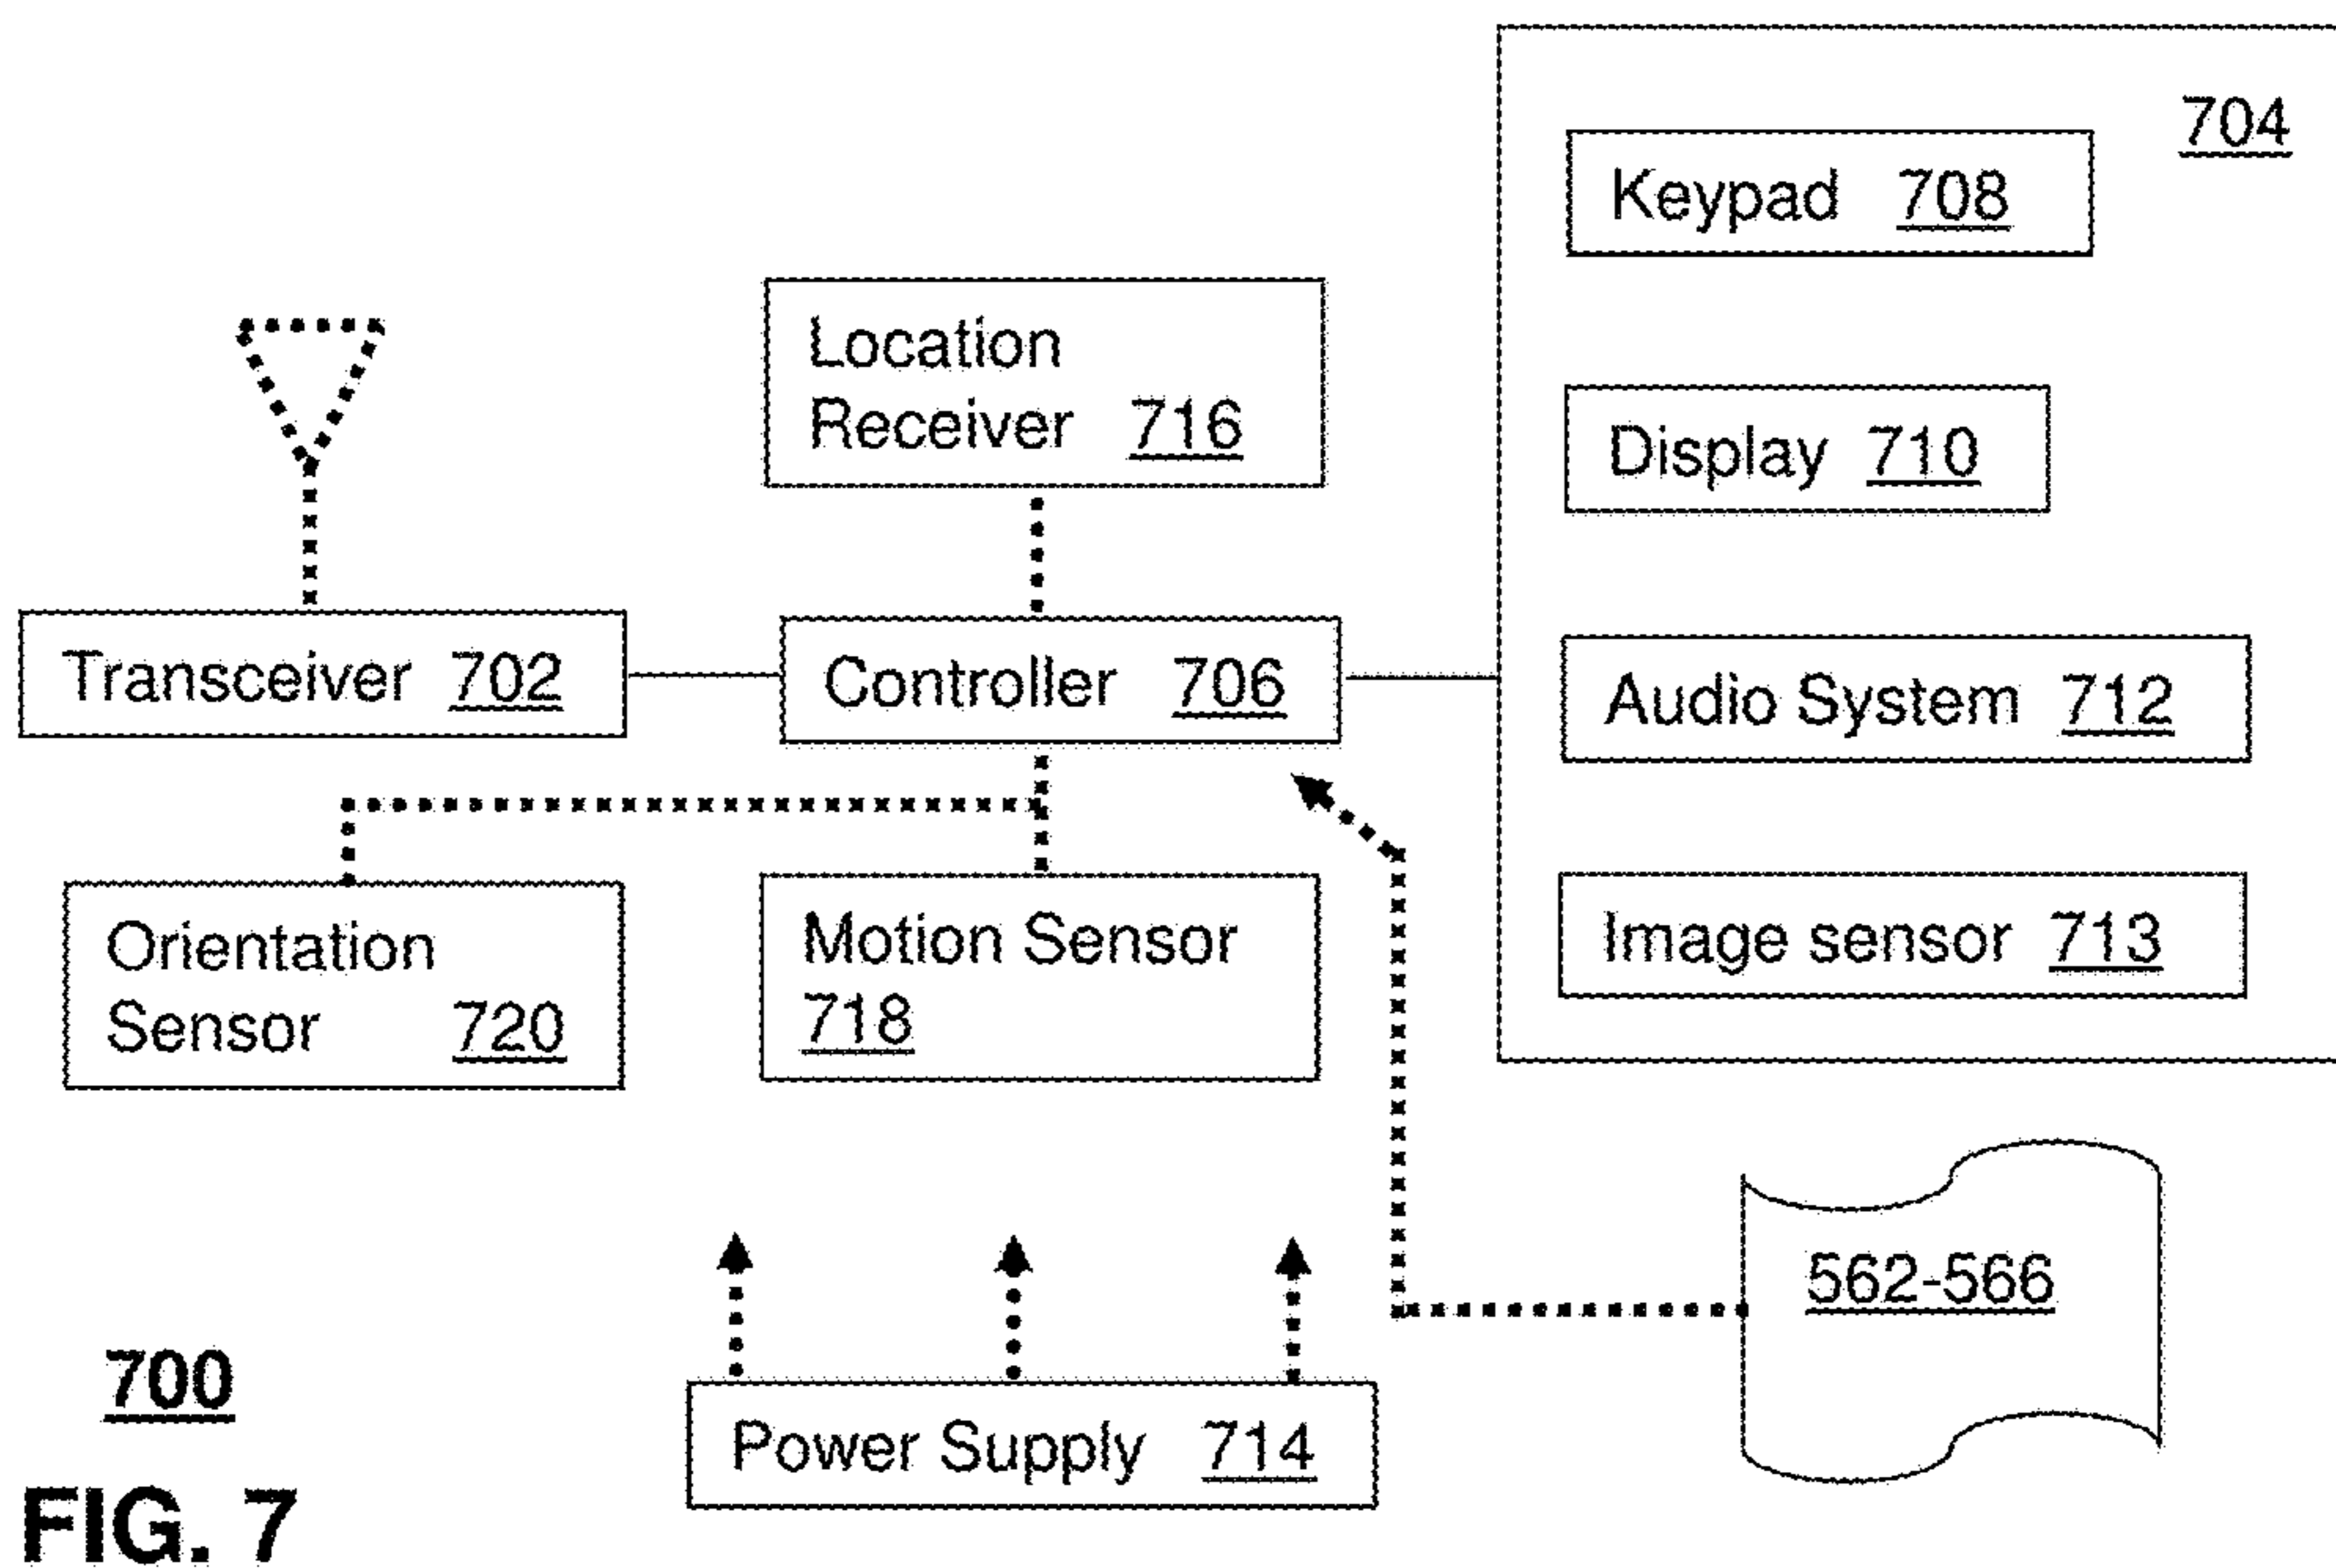 704
Keypad 708
Location
Receiver 716
Display 710
Transceiver 702
Controller 706
Audio System 712
Orientation
Sensor 720
Motion Sensor
718
Image sensor 713
562-566
700
Power Supply 714
FIG. 7